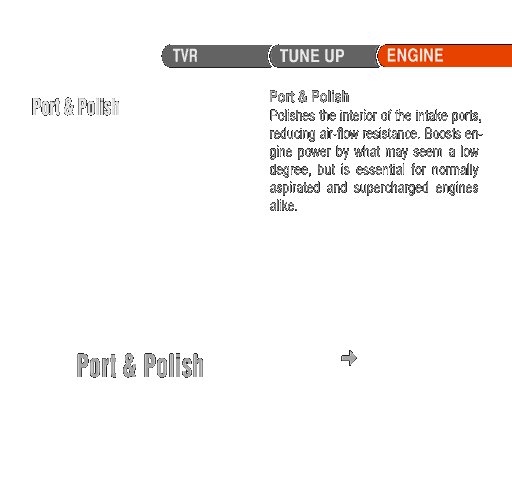 TVR TUNE UP ENGINE
Port & Polish
Port & Polish
Polishes the interior of the intake ports,
reducing air-flow resistance. Boosts en-
gine power by what may seem a low
degree, but is essential for normally
aspirated and supercharged engines
alike.
Port & Polish